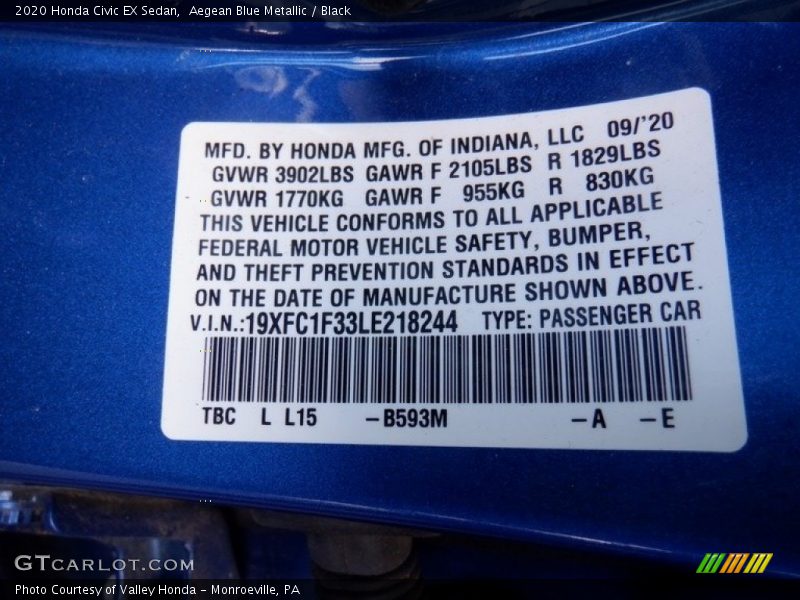 2020 Honda Civic EX Sedan,  Aegean Blue Metallic / Black
MFD. BY HONDA MFG. OF INDIANA, LLC 09/'20
GVWR 3902LBS GAWR F 2105LBS R 1829LBS
GVWR 1770KG GAWR F 955KG R 830KG
THIS VEHICLE CONFORMS TO ALL APPLICABLE
FEDERAL MOTOR VEHICLE SAFETY, BUMPER,
AND THEFT PREVENTION STANDARDS IN EFFECT
ON THE DATE OF MANUFACTURE SHOWN ABOVE.
V.I.N.:19XFC1F33LE218244 TYPE: PASSENGER CAR
TBC L L15 –B593M –A –E
GTCARLOT.COM
Photo Courtesy of Valley Honda – Monroeville, PA